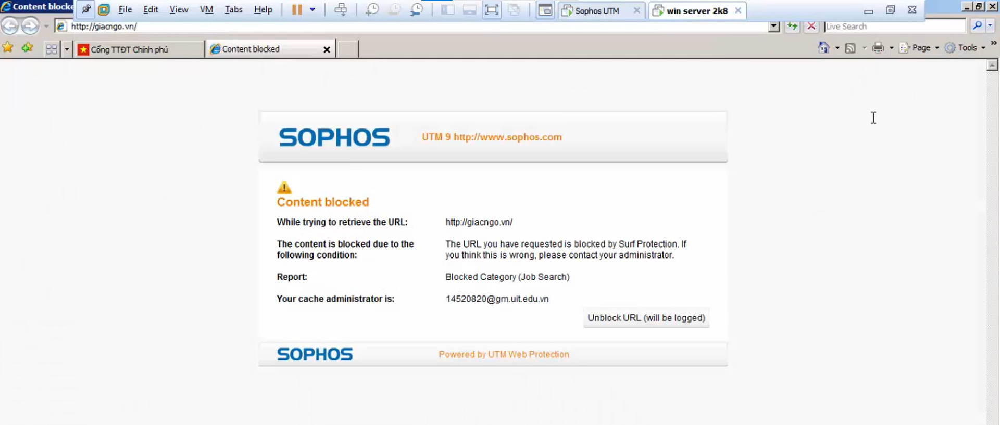 Content blocke
File Edit View VM Tabs Help
Sophos UTM
win server 2k8
http://giacngo.vn/
Live Search
Cổng TTĐT Chính phủ
Content blocked
Page
Tools
SOPHOS
UTM 9 http://www.sophos.com
Content blocked
While trying to retrieve the URL: http://giacngo.vn/
The content is blocked due to the The URL you have requested is blocked by Surf Protection. If
following condition: you think this is wrong, please contact your administrator.
Report: Blocked Category (Job Search)
Your cache administrator is: 14520820@gm.uit.edu.vn
Unblock URL (will be logged)
SOPHOS
Powered by UTM Web Protection